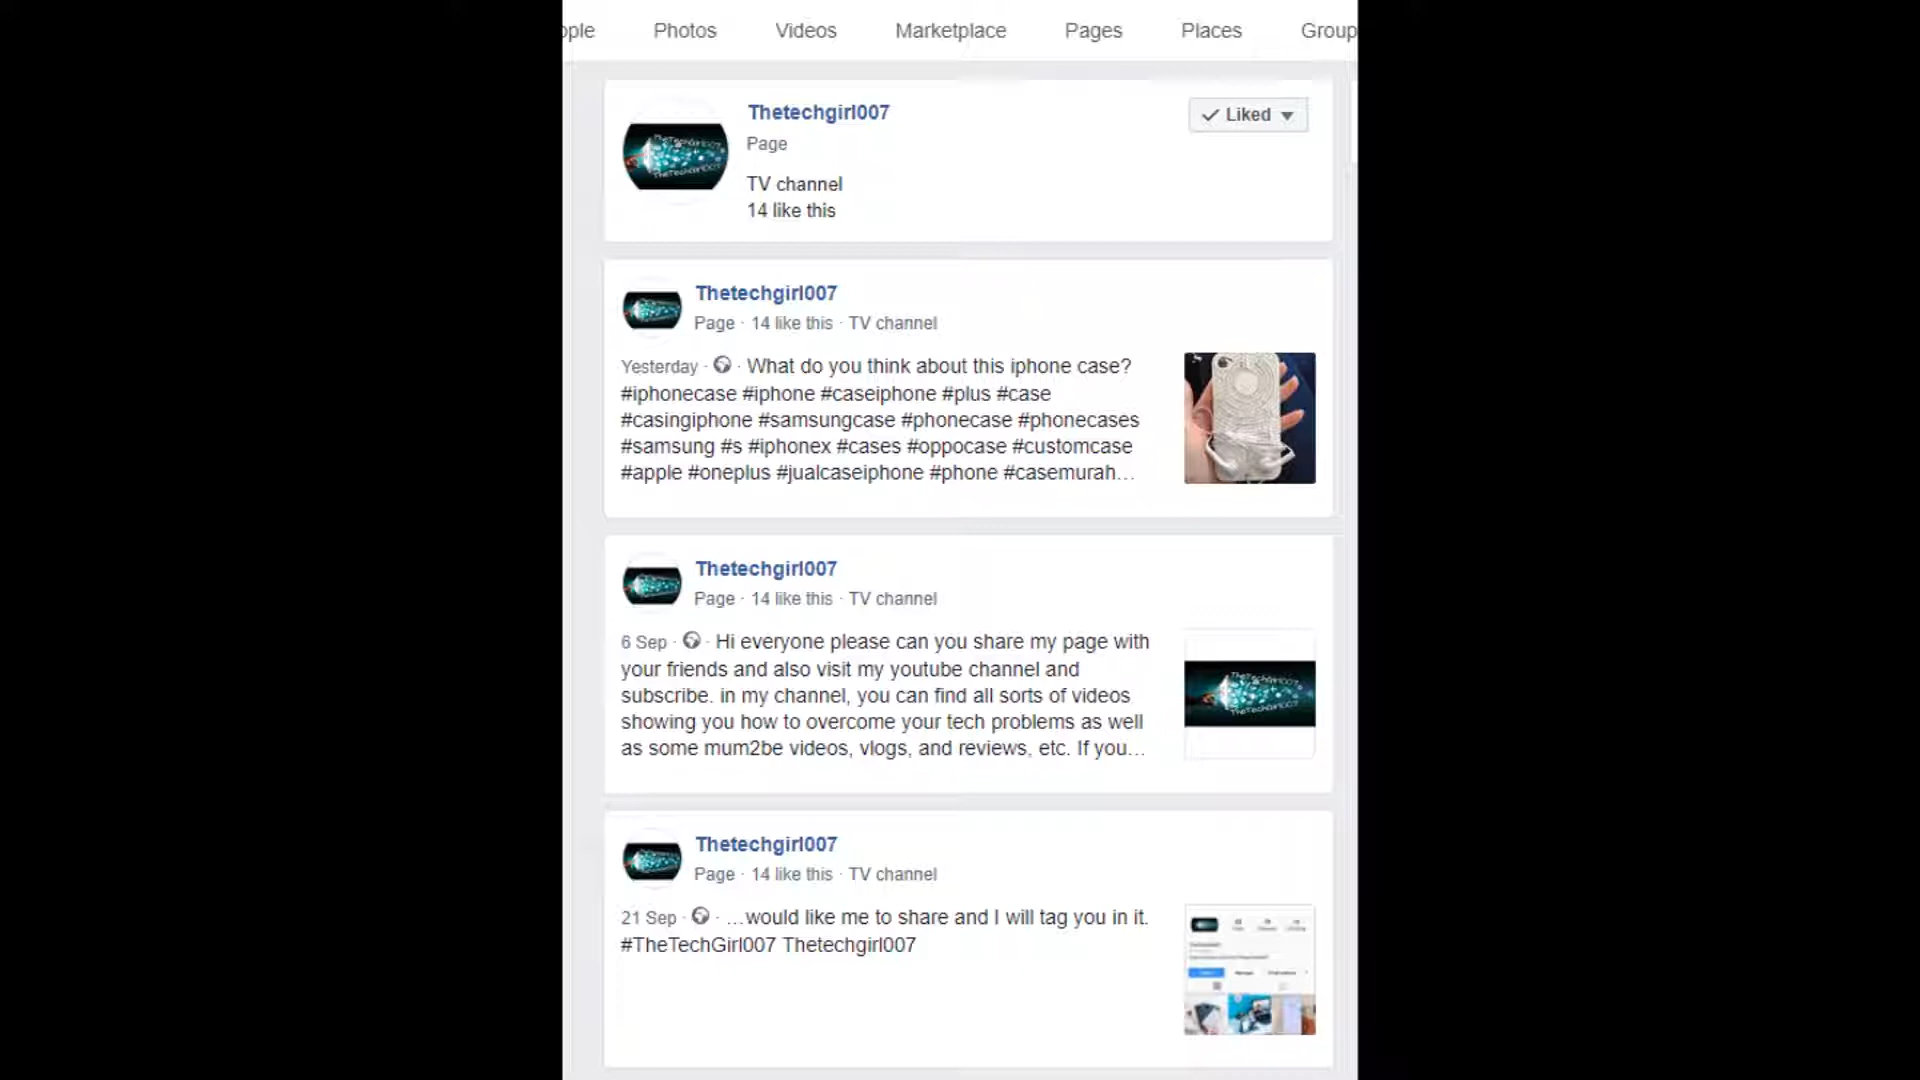 ople Photos Videos Marketplace Pages Places Group
Thetechgirl007
Liked
Page
TV channel
14 like this
Thetechgirl007
Page · 14 like this · TV channel
Yesterday · · What do you think about this iphone case?
#iphonecase #iphone #caseiphone #plus #case
#casingiphone #samsungcase #phonecase #phonecases
#samsung #s #iphonex #cases #oppocase #customcase
#apple #oneplus #jualcaseiphone #phone #casemurah...
Thetechgirl007
Page · 14 like this · TV channel
6 Sep · · Hi everyone please can you share my page with
your friends and also visit my youtube channel and
subscribe. in my channel, you can find all sorts of videos
showing you how to overcome your tech problems as well
as some mum2be videos, vlogs, and reviews, etc. If you...
TheTechGirl007
TheTechGirl007
Thetechgirl007
Page · 14 like this · TV channel
21 Sep · · ...would like me to share and I will tag you in it.
#TheTechGirl007 Thetechgirl007